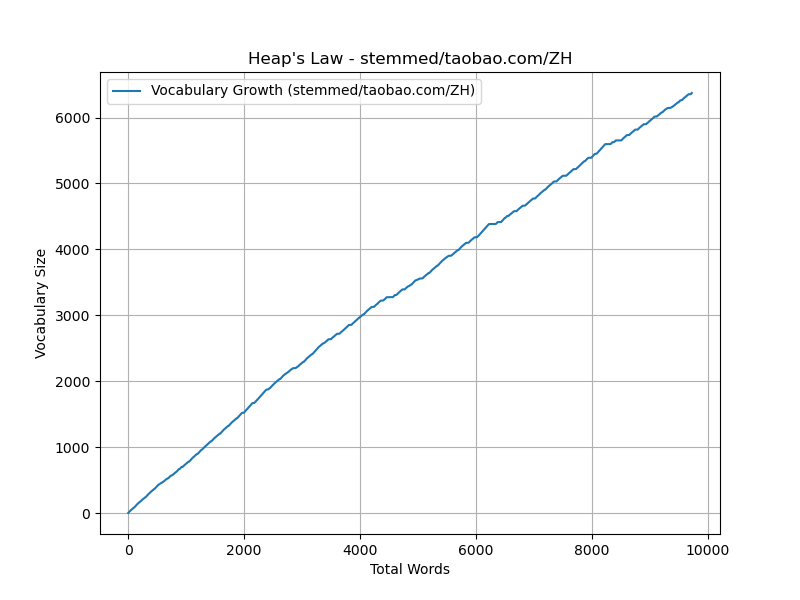 Heap's Law - stemmed/taobao.com/ZH
Vocabulary Growth (stemmed/taobao.com/ZH)
6000
5000
4000
3000
2000
1000
0
Vocabulary Size
0 2000 4000 6000 8000 10000
Total Words